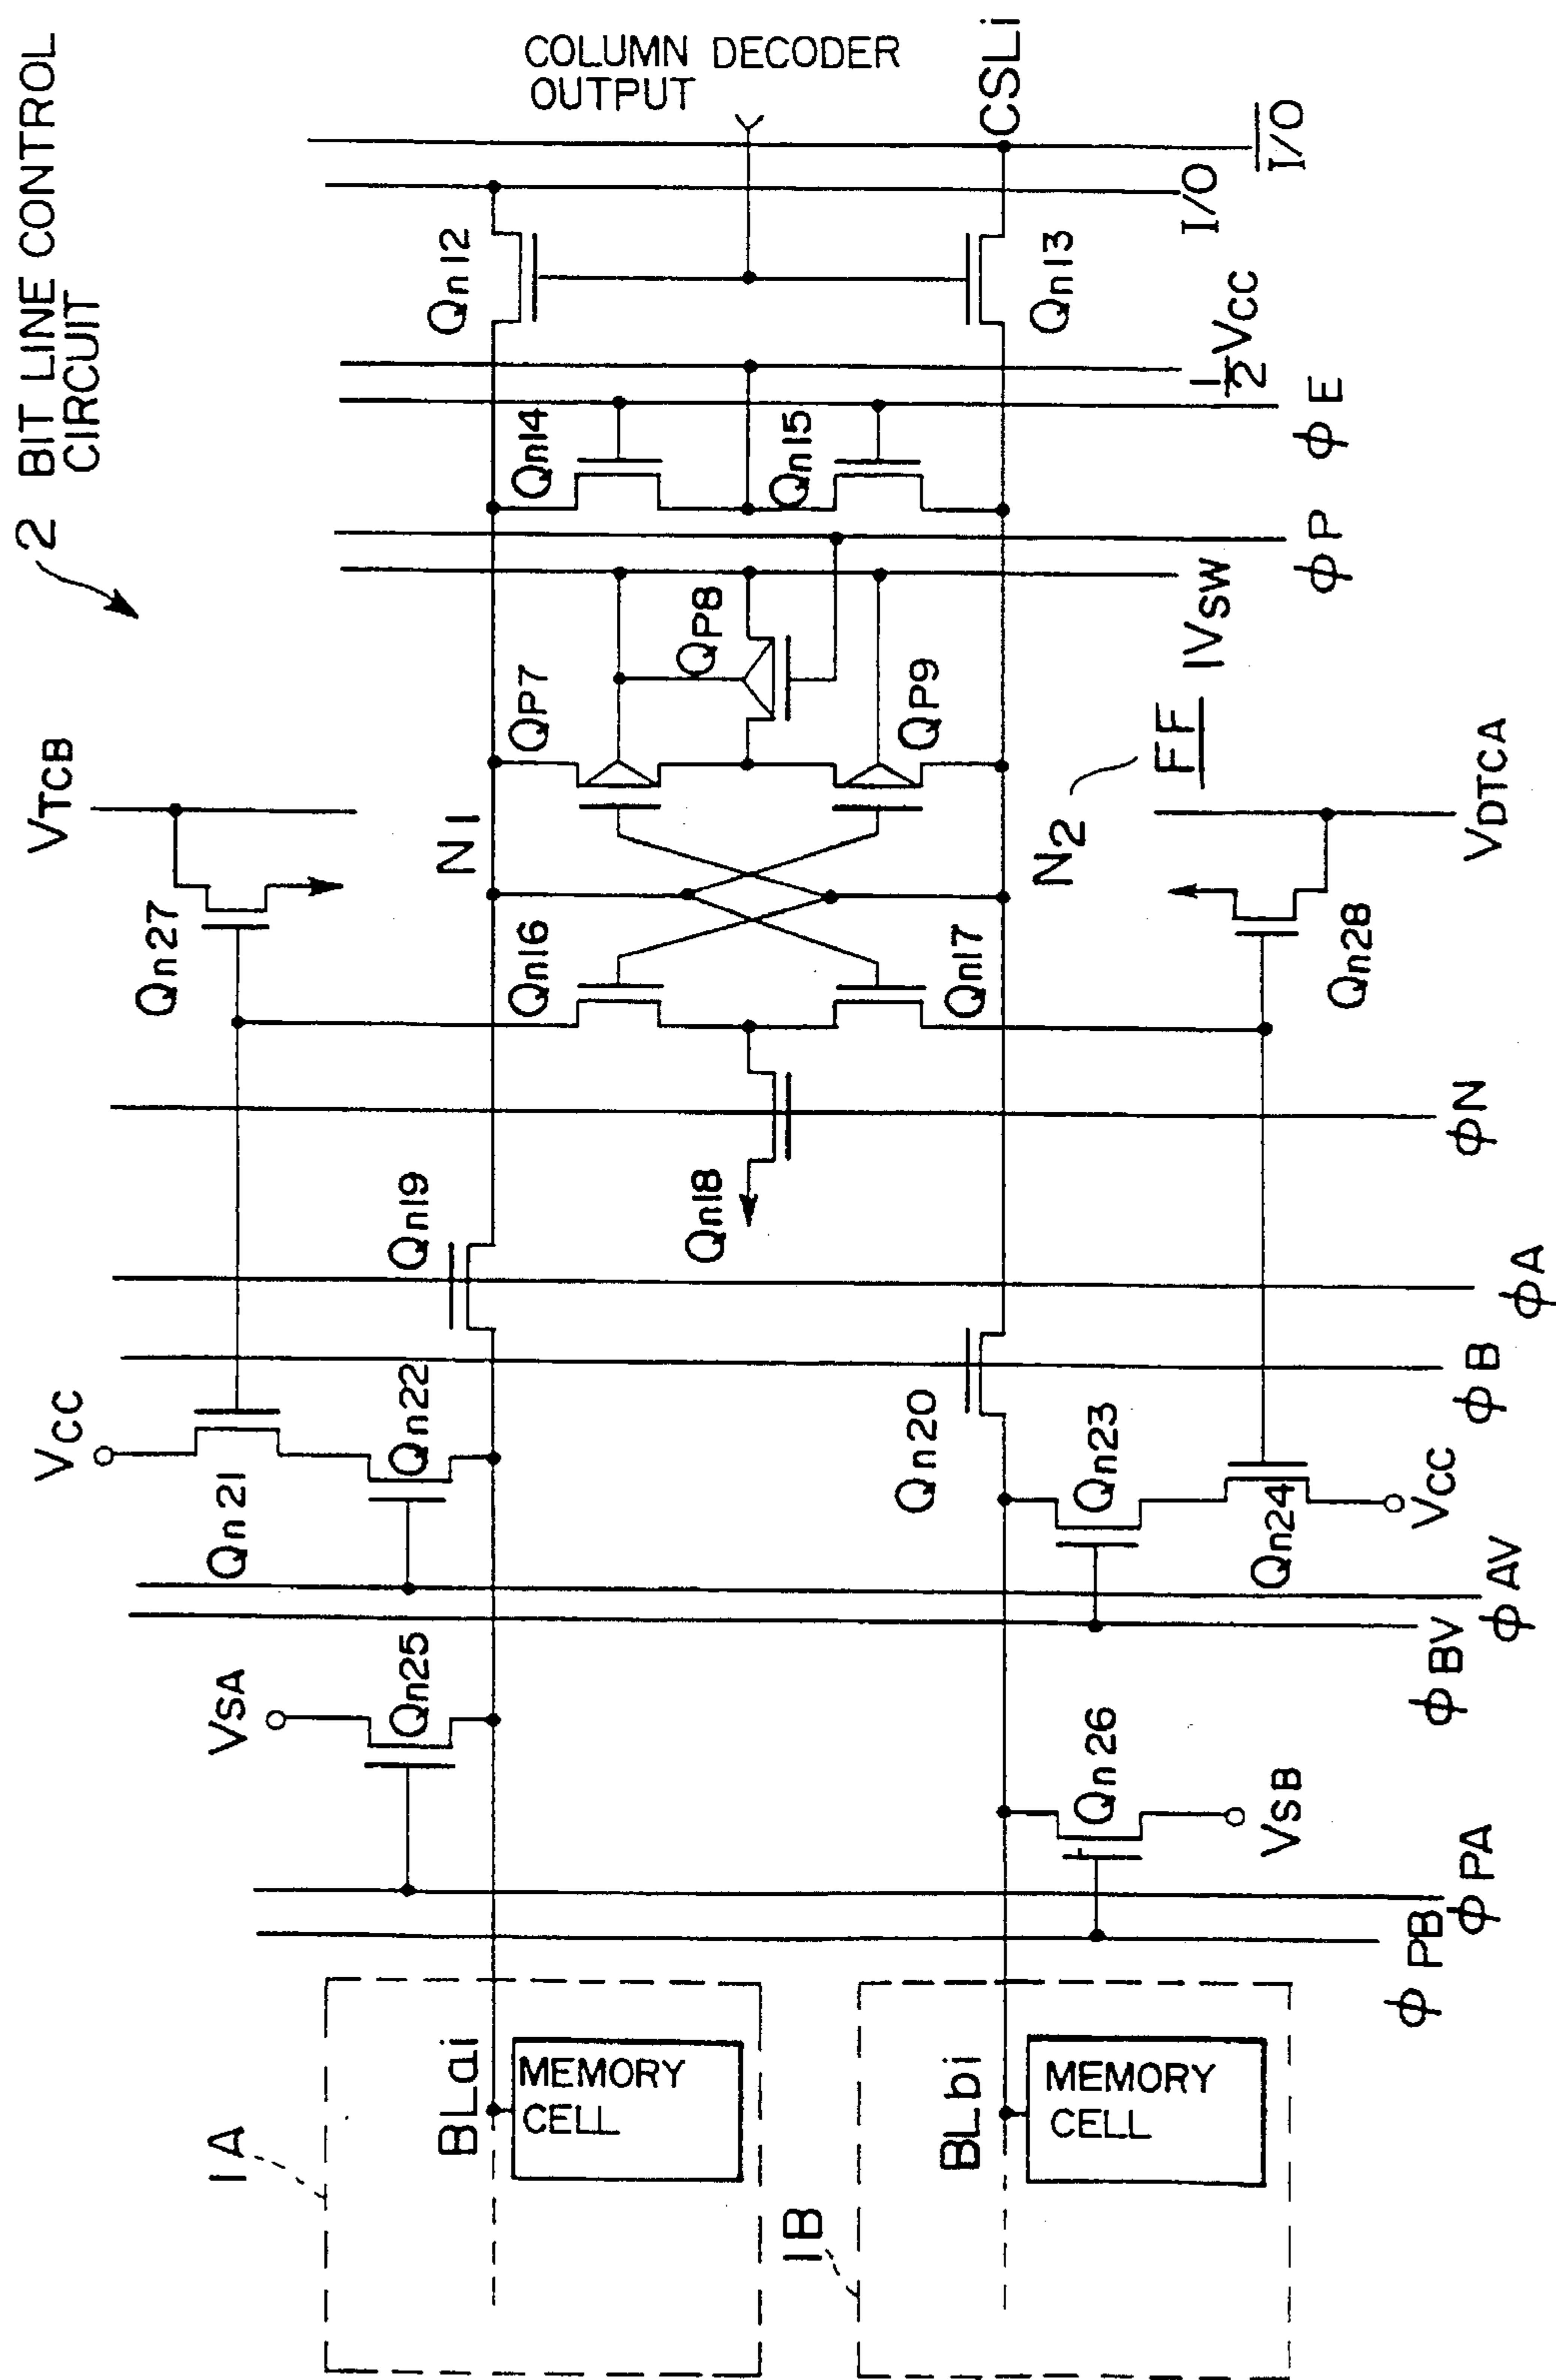 2 BIT LINE CONTROL
CIRCUIT
COLUMN DECODER
OUTPUT
CSLi
I/O
I/O
Qn12
Qn13
1/2 VCC
φE
Qn14
Qn15
φP
IVSW
QP8
QP7
QP9
FF
VTCB
N1
N2
VDTCA
Qn27
Qn16
Qn17
Qn28
φN
Qn18
Qn19
φA
φB
VCC
Qn22
Qn20
Qn23
Qn21
Qn24
VCC
φAV
φBV
VSA
Qn25
Qn26
VSB
φPA
φPB
1A
BLai
MEMORY
CELL
1B
BLbi
MEMORY
CELL